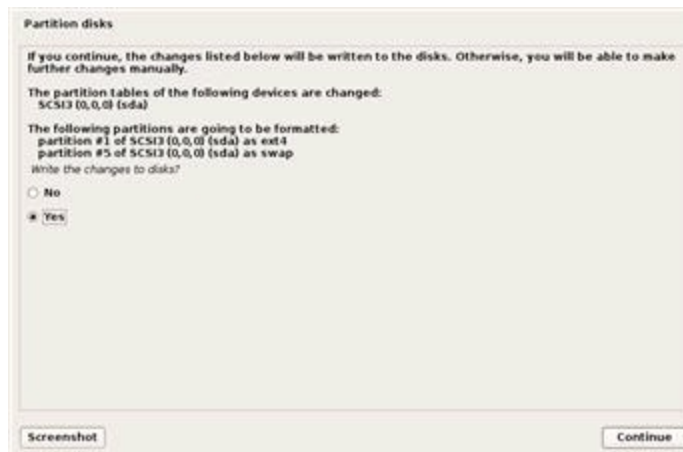 Partition disks
If you continue, the changes listed below will be written to the disks. Otherwise, you will be able to make
further changes manually.
The partition tables of the following devices are changed:
SCSI3 (0,0,0) (sda)
The following partitions are going to be formatted:
partition #1 of SCSI3 (0,0,0) (sda) as ext4
partition #5 of SCSI3 (0,0,0) (sda) as swap
Write the changes to disks?
No
Yes
Screenshot
Continue